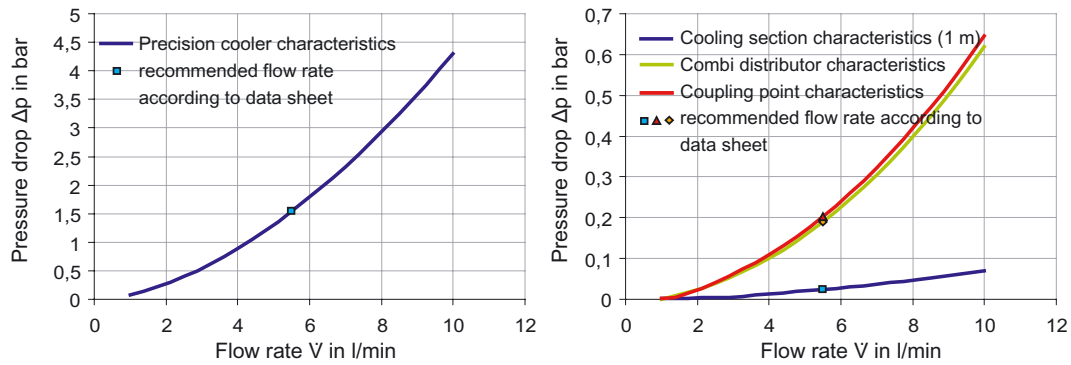 Pressure drop Δp in bar
5
4,5
4
3,5
3
2,5
2
1,5
1
0,5
0
0 2 4 6 8 10 12
Flow rate V̇ in l/min
Precision cooler characteristics
recommended flow rate
according to data sheet
Pressure drop Δp in bar
0,7
0,6
0,5
0,4
0,3
0,2
0,1
0
0 2 4 6 8 10 12
Flow rate V̇ in l/min
Cooling section characteristics (1 m)
Combi distributor characteristics
Coupling point characteristics
recommended flow rate according to
data sheet